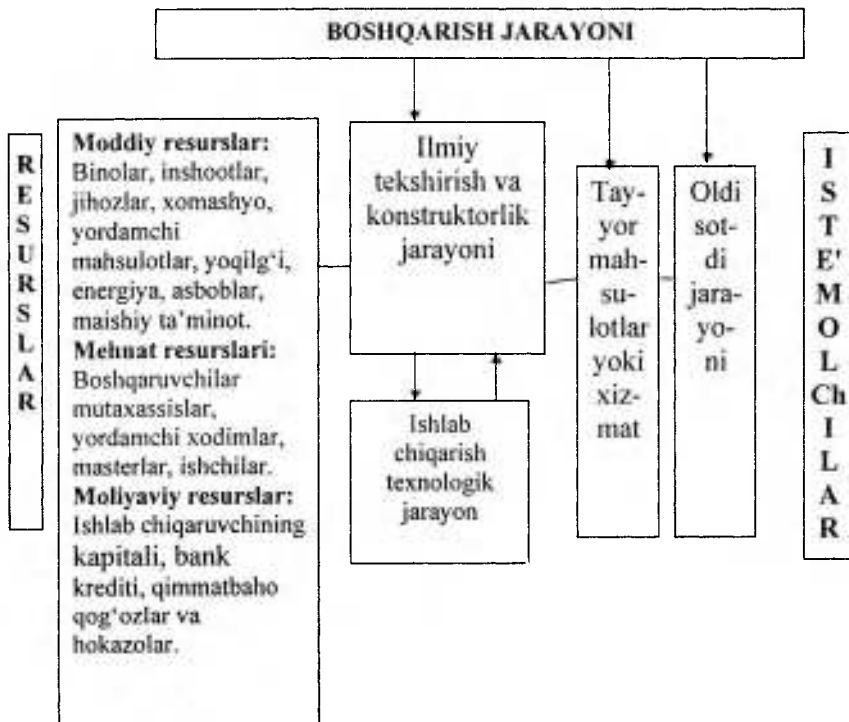 BOSHQARISH JARAYONI
R
E
S
U
R
S
L
A
R
Moddiy resurslar:
Binolar, inshootlar,
jihozlar, xomashyo,
yordamchi
mahsulotlar, yoqilg‘i,
energiya, asboblar,
maishiy ta’minot.
Mehnat resurslari:
Boshqaruvchilar
mutaxassislar,
yordamchi xodimlar,
masterlar, ishchilar.
Moliyaviy resurslar:
Ishlab chiqaruvchining
kapitali, bank
krediti, qimmatbaho
qog‘ozlar va
hokazolar.
Ilmiy
tekshirish va
konstruktorlik
jarayoni
Ishlab
chiqarish
texnologik
jarayon
Tay-
yor
mah-
su-
lotlar
yoki
xiz-
mat
Oldi
sot-
di
jara-
yo-
ni
I
S
T
E'
M
O
L
Ch
I
L
A
R